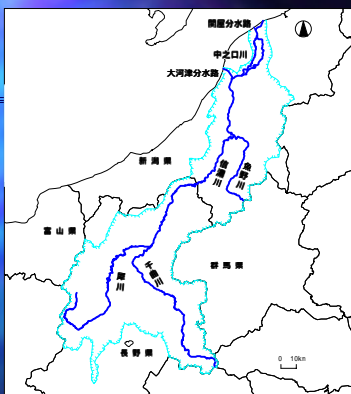 関屋分水路
中之口川
大河津分水路
新潟県
信濃川
魚野川
富山県
群馬県
犀川
千曲川
長野県
0 10km